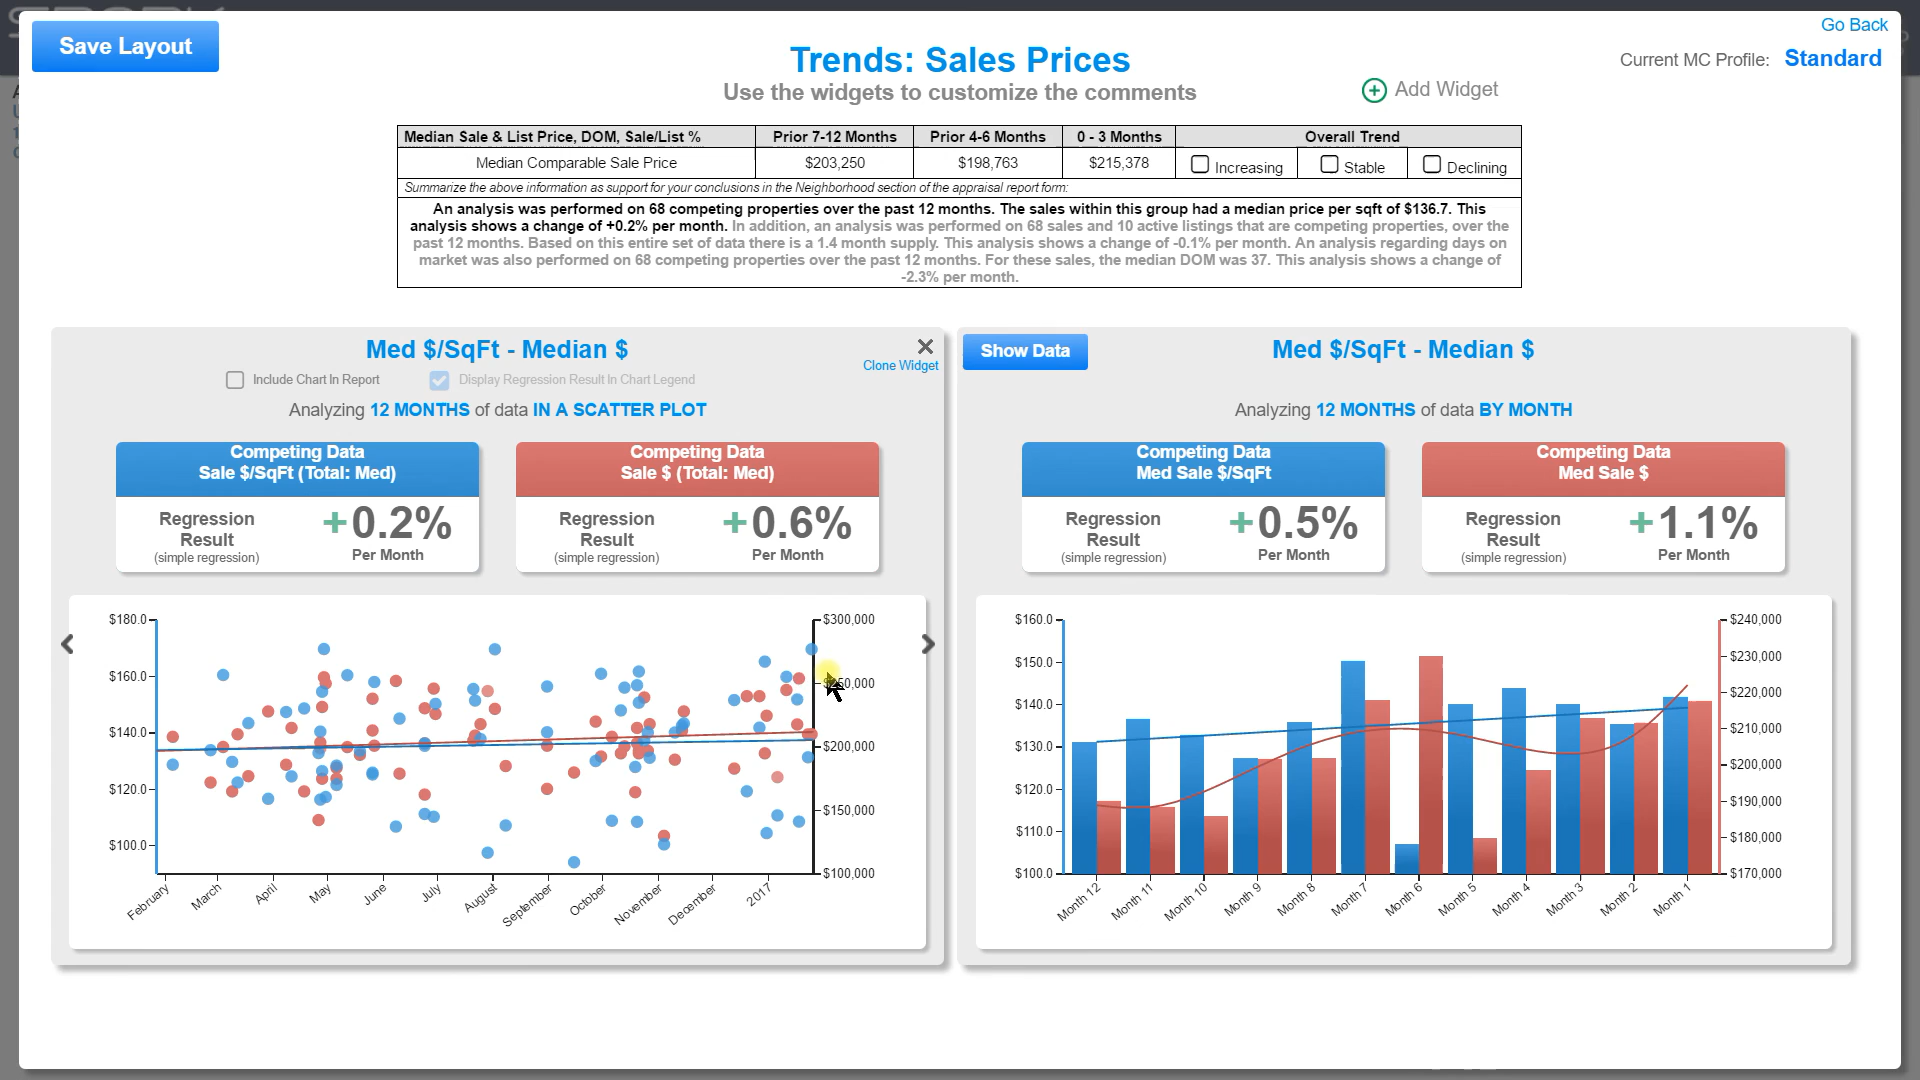 Go Back
Save Layout
Trends: Sales Prices
Current MC Profile: Standard
Use the widgets to customize the comments
Add Widget
Median Sale & List Price, DOM, Sale/List % Prior 7-12 Months Prior 4-6 Months 0 - 3 Months Overall Trend
Median Comparable Sale Price $203,250 $198,763 $215,378 Increasing Stable Declining
Summarize the above information as support for your conclusions in the Neighborhood section of the appraisal report form:
An analysis was performed on 68 competing properties over the past 12 months. The sales within this group had a median price per sqft of $136.7. This
analysis shows a change of +0.2% per month. In addition, an analysis was performed on 68 sales and 10 active listings that are competing properties, over the
past 12 months. Based on this entire set of data there is a 1.4 month supply. This analysis shows a change of -0.1% per month. An analysis regarding days on
market was also performed on 68 competing properties over the past 12 months. For these sales, the median DOM was 37. This analysis shows a change of
-2.3% per month.
Med $/SqFt - Median $
Clone Widget
Include Chart In Report Display Regression Result In Chart Legend
Analyzing 12 MONTHS of data IN A SCATTER PLOT
Competing Data
Sale $/SqFt (Total: Med)
Regression
Result
(simple regression)
+0.2%
Per Month
Competing Data
Sale $ (Total: Med)
Regression
Result
(simple regression)
+0.6%
Per Month
$180.0
$160.0
$140.0
$120.0
$100.0
$300,000
$200,000
$150,000
$100,000
February
March
April
May
June
July
August
September
October
November
December
2017
Show Data
Med $/SqFt - Median $
Analyzing 12 MONTHS of data BY MONTH
Competing Data
Med Sale $/SqFt
Regression
Result
(simple regression)
+0.5%
Per Month
Competing Data
Med Sale $
Regression
Result
(simple regression)
+1.1%
Per Month
$160.0
$150.0
$140.0
$130.0
$120.0
$110.0
$100.0
$240,000
$230,000
$220,000
$210,000
$200,000
$190,000
$180,000
$170,000
Month 12
Month 11
Month 10
Month 9
Month 8
Month 7
Month 6
Month 5
Month 4
Month 3
Month 2
Month 1